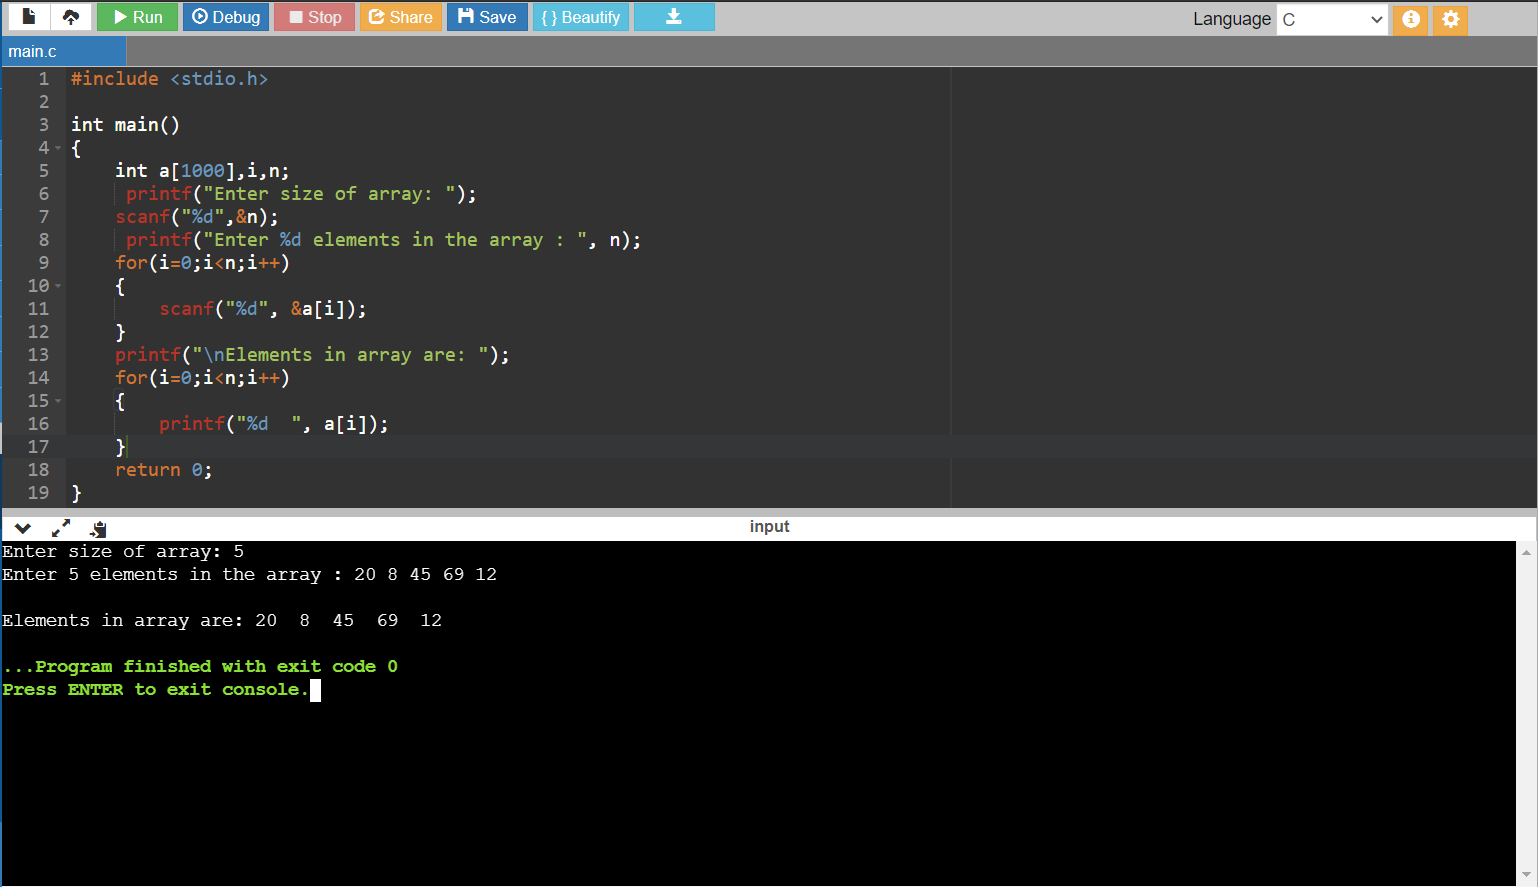 Run Debug Stop Share Save { } Beautify Language C
main.c
1 #include <stdio.h>
2
3 int main()
4 {
5     int a[1000],i,n;
6      printf("Enter size of array: ");
7     scanf("%d",&n);
8      printf("Enter %d elements in the array : ", n);
9     for(i=0;i<n;i++)
10     {
11         scanf("%d", &a[i]);
12     }
13     printf("\nElements in array are: ");
14     for(i=0;i<n;i++)
15     {
16         printf("%d  ", a[i]);
17     }
18     return 0;
19 }
input
Enter size of array: 5
Enter 5 elements in the array : 20 8 45 69 12
Elements in array are: 20  8  45  69  12
...Program finished with exit code 0
Press ENTER to exit console.